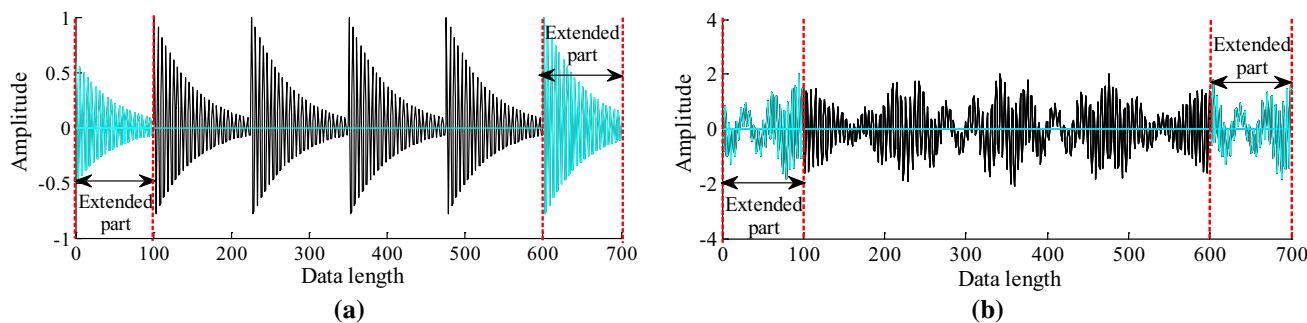 1
0.5
0
-0.5
-1
Amplitude
Extended
part
Extended
part
0
100
200
300
400
500
600
700
Data length
(a)
4
2
0
-2
-4
Amplitude
Extended
part
Extended
part
0
100
200
300
400
500
600
700
Data length
(b)